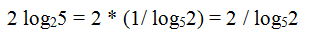 2 log₂5 = 2 * (1/ log₅2) = 2 / log₅2